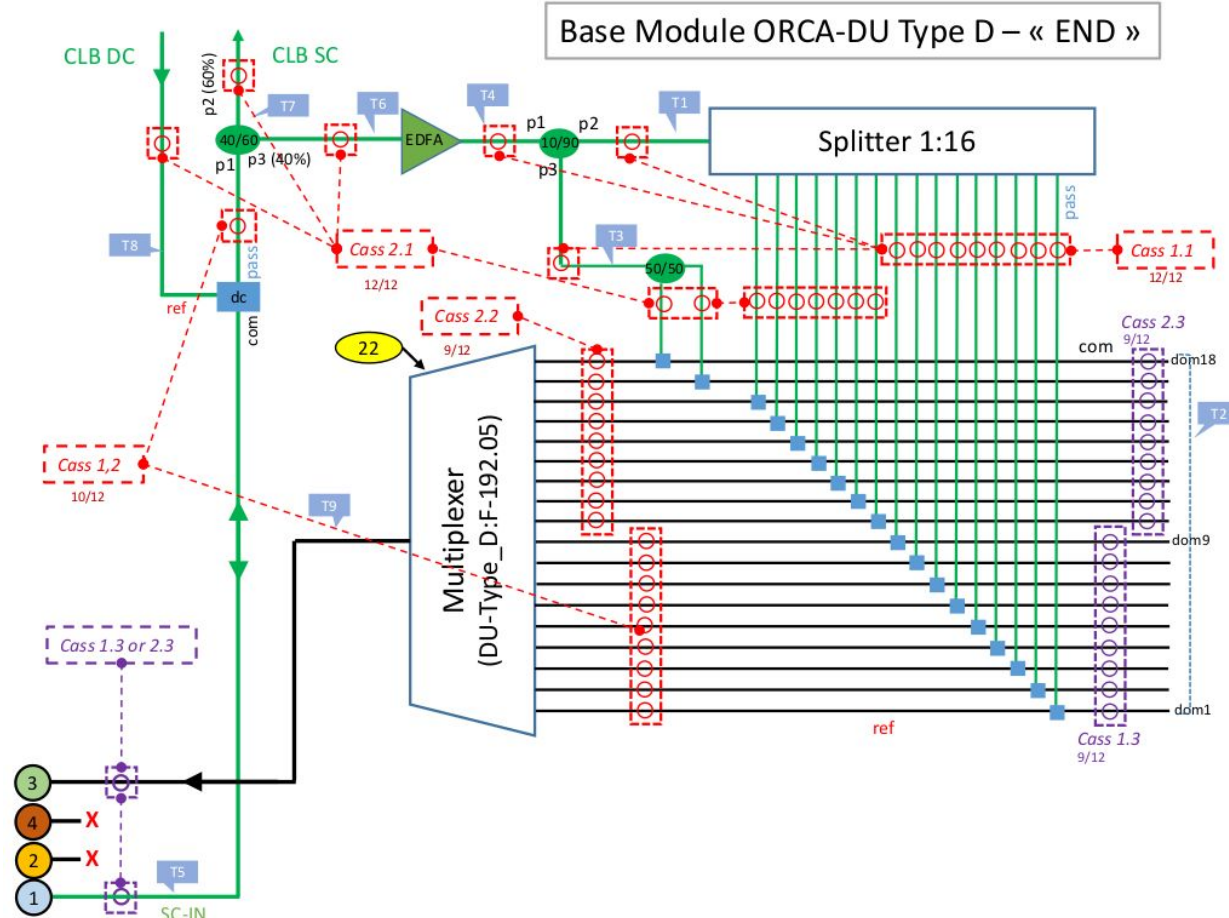 Base Module ORCA-DU Type D – « END »
CLB DC
CLB SC
p2 (60%)
T7
T6
T4
T1
40/60
p1
p3 (40%)
EDFA
p1
10/90
p2
p3
Splitter 1:16
pass
T8
pass
Cass 2.1
12/12
T3
50/50
Cass 1.1
12/12
ref
dc
com
Cass 2.2
9/12
22
com
Cass 2.3
9/12
dom18
T2
Cass 1,2
10/12
T9
Multiplexer
(DU-Type_D:F-192.05)
dom9
Cass 1.3 or 2.3
dom1
ref
Cass 1.3
9/12
3
4
X
2
X
1
T5
SC-IN